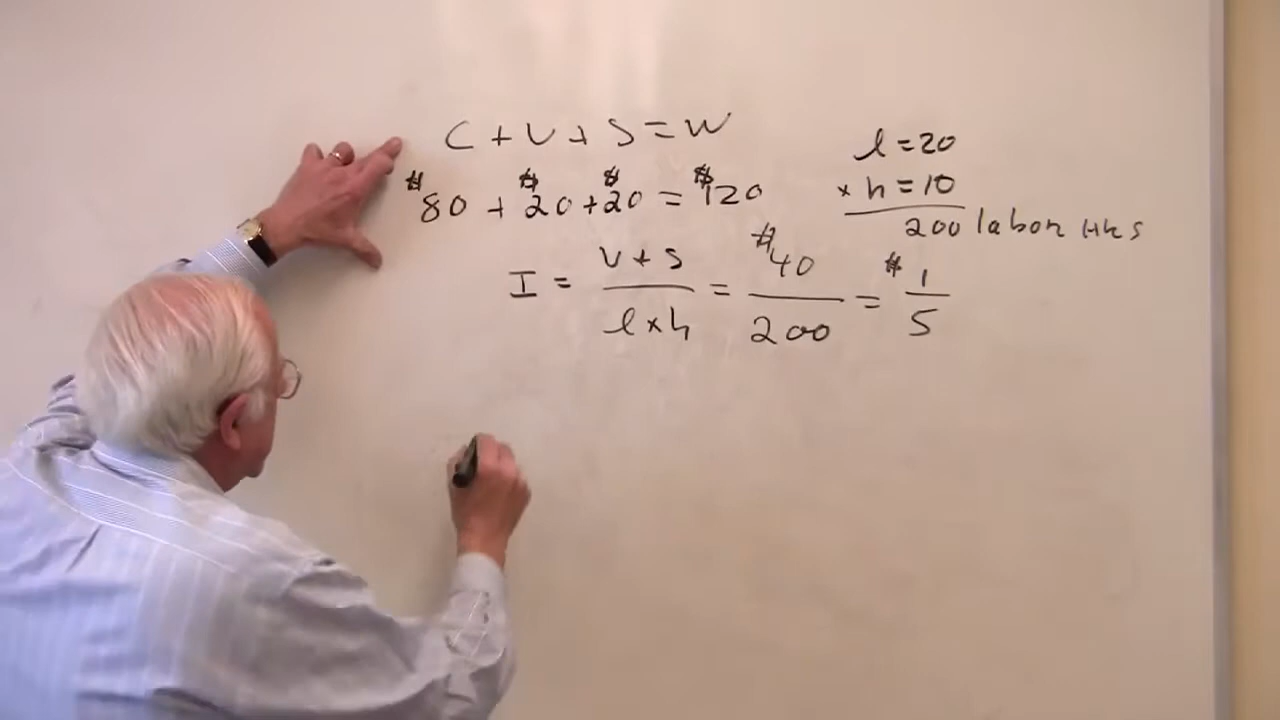 C + V + S = W
$80 + $20 + $20 = $120
I = V + S / l x h = $40 / 200 = $1 / 5
l = 20
x h = 10
200 labor HRS